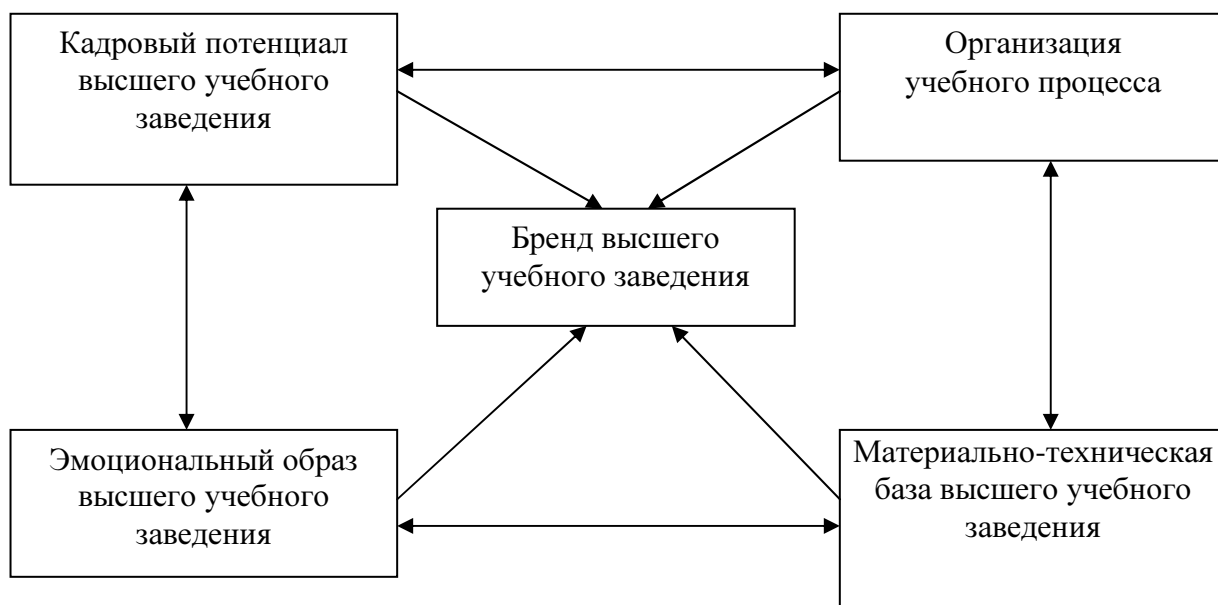 Кадровый потенциал
высшего учебного
заведения
Организация
учебного процесса
Бренд высшего
учебного заведения
Эмоциональный образ
высшего учебного
заведения
Материально-техническая
база высшего учебного
заведения